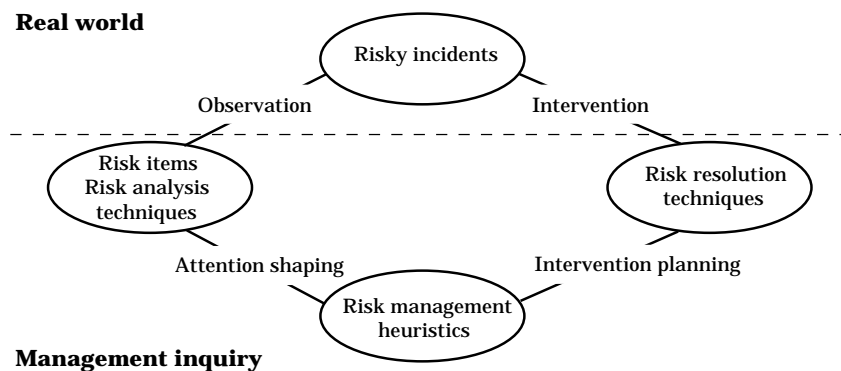 Real world
Risky incidents
Observation
Intervention
Risk items
Risk analysis
techniques
Risk resolution
techniques
Attention shaping
Intervention planning
Risk management
heuristics
Management inquiry